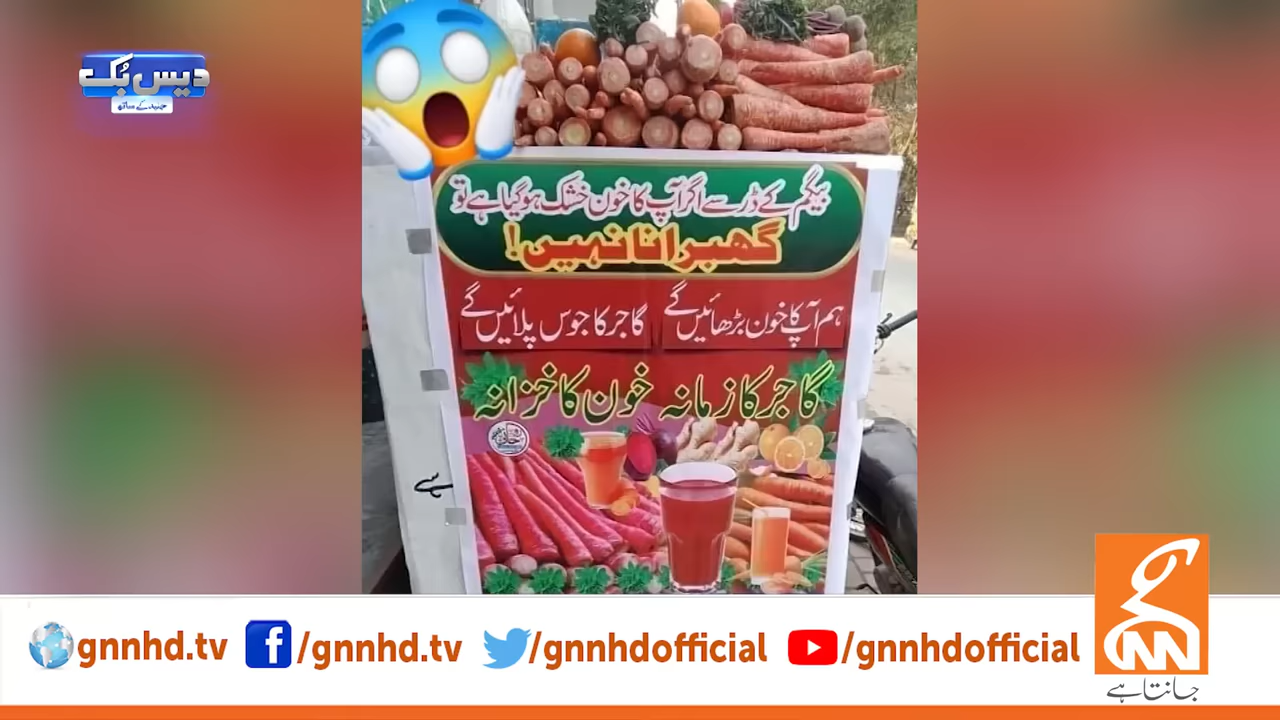 دیس بُک
بیگم کے ڈر سے اگر آپ کا خون خشک ہو گیا ہے تو
گھبرانا نہیں!
ہم آپ کا خون بڑھائیں گے گاجر کا جوس پلائیں گے
گاجر کا زمانہ خون کا خزانہ
gnnhd.tv /gnnhd.tv /gnnhdofficial /gnnhdofficial
GNN
جانتا ہے